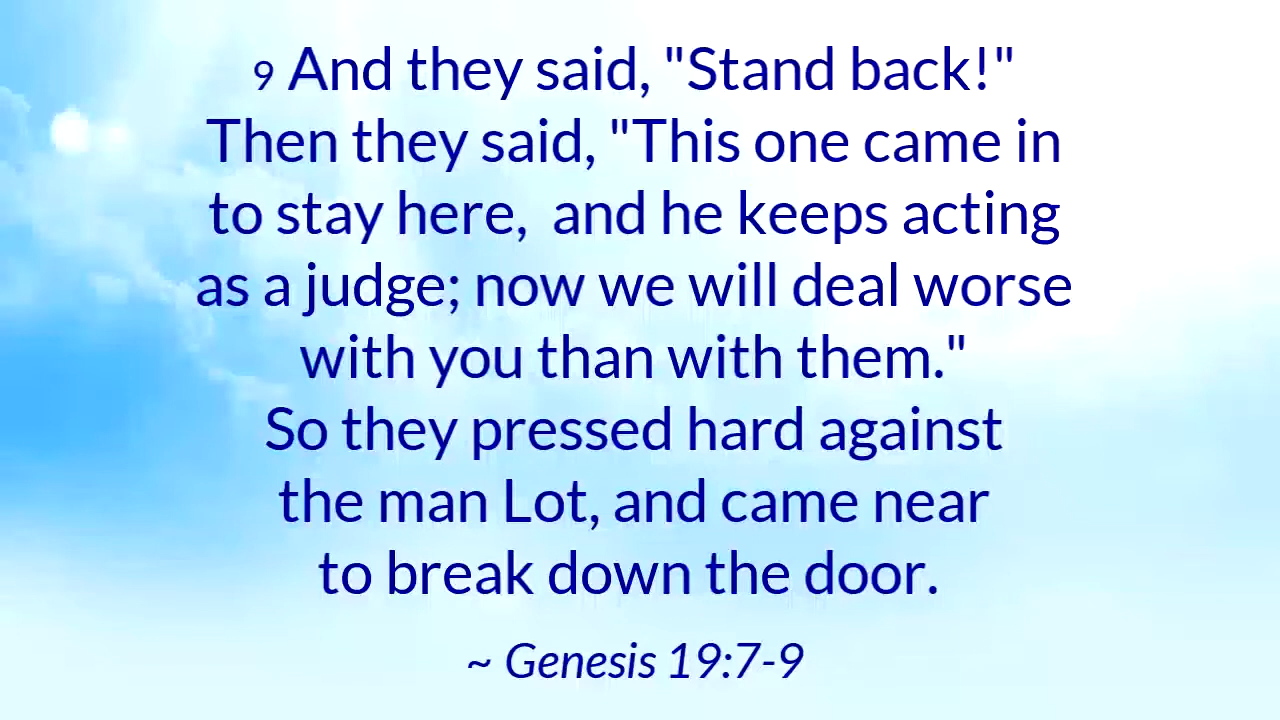 9 And they said, "Stand back!"
Then they said, "This one came in
to stay here,  and he keeps acting
as a judge; now we will deal worse
with you than with them."
So they pressed hard against
the man Lot, and came near
to break down the door.
~ Genesis 19:7-9